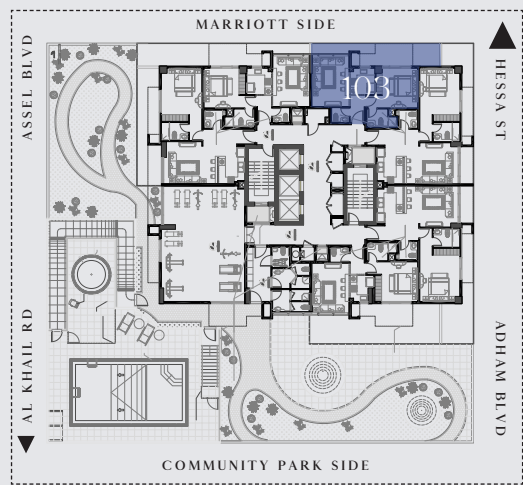 MARRIOTT SIDE
ASSEL BLVD
HESSA ST
103
AL KHAIL RD
ADHAM BLVD
COMMUNITY PARK SIDE